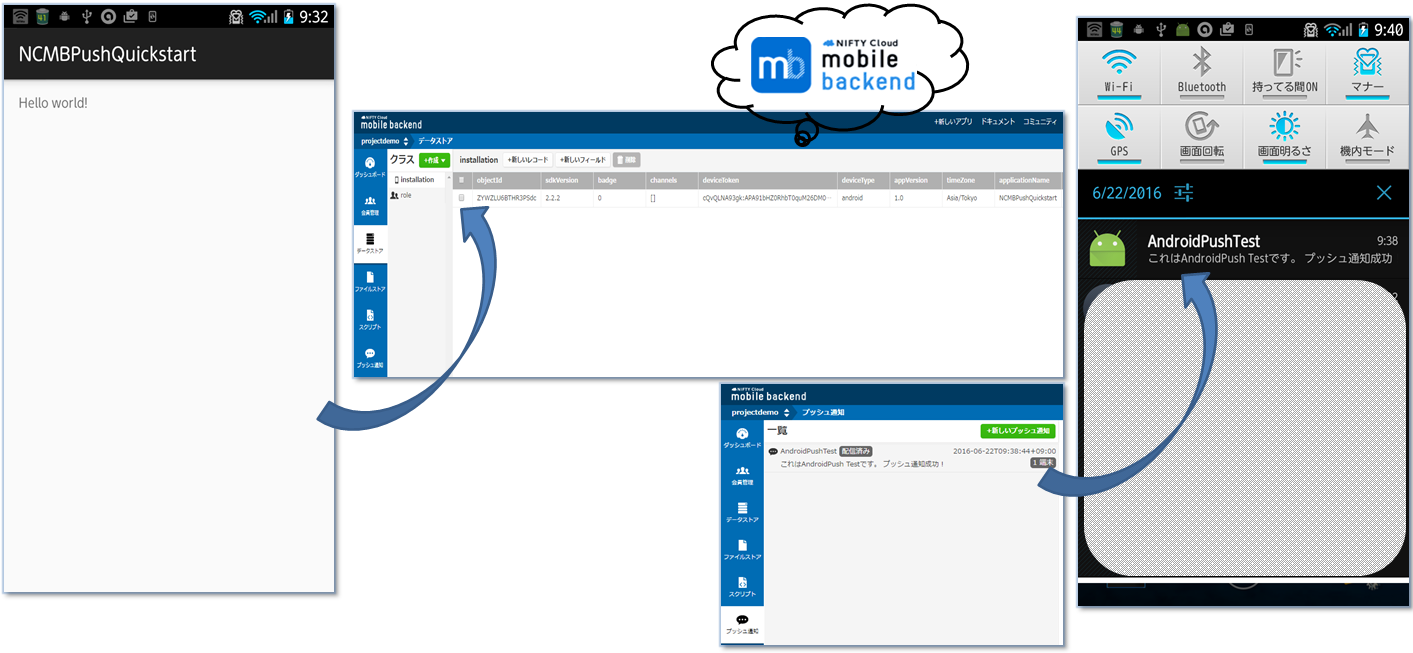 41
9:32
NCMBPushQuickstart
Hello world!
mb
NIFTY Cloud
mobile
backend
NIFTY Cloud
mobile backend
+新しいアプリ ドキュメント コミュニティ
projectdemo データストア
ダッシュボード
会員管理
データストア
ファイルストア
スクリプト
プッシュ通知
クラス +作成
installation
role
installation +新しいレコード +新しいフィールド 削除
objectId sdkVersion badge channels deviceToken deviceType appVersion timeZone applicationName
ZYWZLU6BTHR3PSdc 2.2.2 0 [] cQvQLNA93gk:APA91bHZ0RhbT0quM26DM0… android 1.0 Asia/Tokyo NCMBPushQuickstart
NIFTY Cloud
mobile backend
projectdemo プッシュ通知
ダッシュボード
会員管理
データストア
ファイルストア
スクリプト
プッシュ通知
一覧 +新しいプッシュ通知
AndroidPushTest 配信済み 2016-06-22T09:38:44+09:00
これはAndroidPush Testです。 プッシュ通知成功！ 1 端末
44
9:40
Wi-Fi Bluetooth 持ってる間ON マナー
GPS 画面回転 画面明るさ 機内モード
6/22/2016
AndroidPushTest 9:38
これはAndroidPush Testです。 プッシュ通知成功